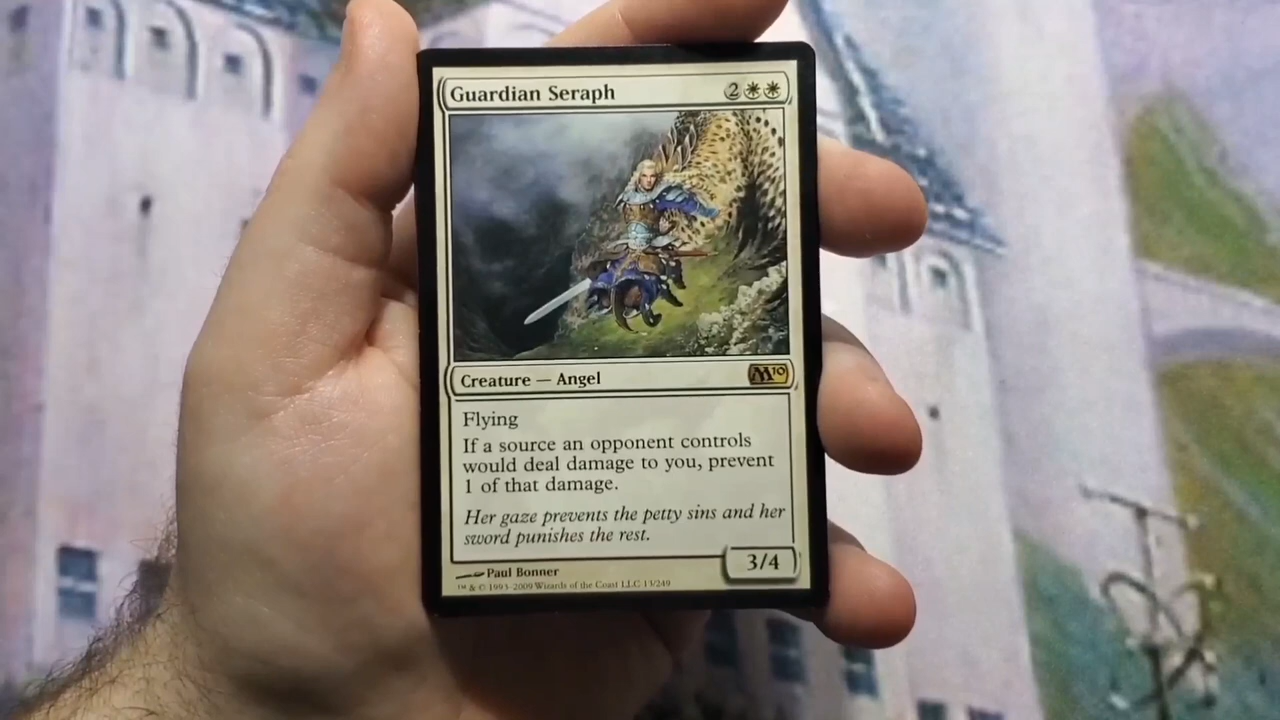 Guardian Seraph 2
Creature — Angel M10
Flying
If a source an opponent controls
would deal damage to you, prevent
1 of that damage.
Her gaze prevents the petty sins and her
sword punishes the rest.
3/4
Paul Bonner
™ & © 1993-2009 Wizards of the Coast LLC 13/249